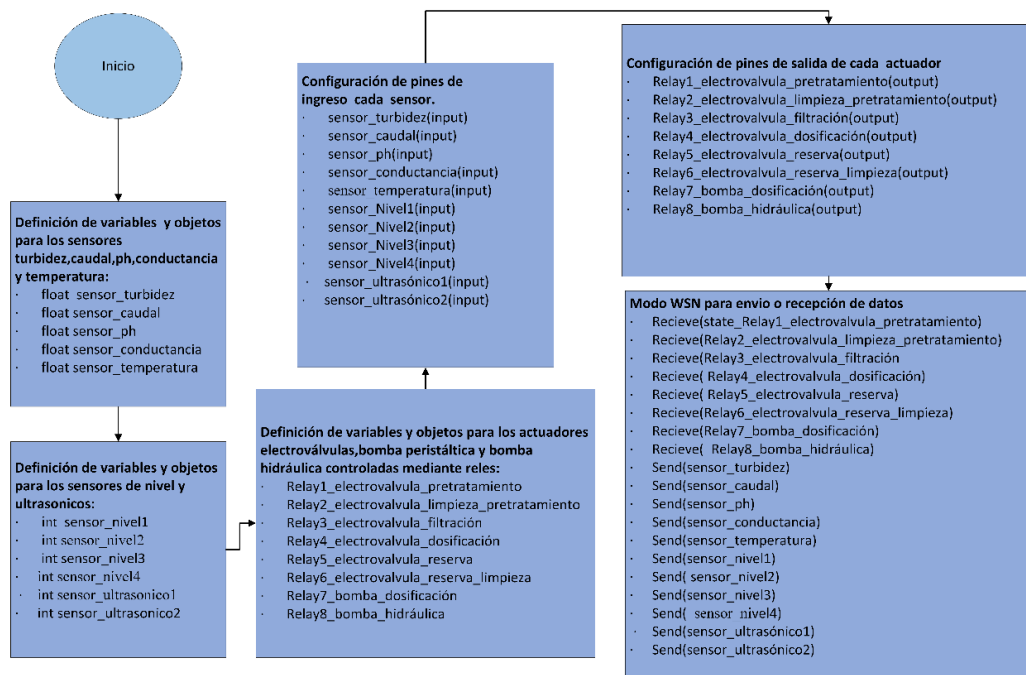 Inicio
Definición de variables y objetos
para los sensores
turbidez,caudal,ph,conductancia
y temperatura:
· float sensor_turbidez
· float sensor_caudal
· float sensor_ph
· float sensor_conductancia
· float sensor_temperatura
Definición de variables y objetos
para los sensores de nivel y
ultrasonicos:
· int sensor_nivel1
· int sensor_nivel2
· int sensor_nivel3
· int sensor_nivel4
· int sensor_ultrasonico1
· int sensor_ultrasonico2
Definición de variables y objetos para los actuadores
electroválvulas,bomba peristáltica y bomba
hidráulica controladas mediante reles:
· Relay1_electrovalvula_pretratamiento
· Relay2_electrovalvula_limpieza_pretratamiento
· Relay3_electrovalvula_filtración
· Relay4_electrovalvula_dosificación
· Relay5_electrovalvula_reserva
· Relay6_electrovalvula_reserva_limpieza
· Relay7_bomba_dosificación
· Relay8_bomba_hidráulica
Configuración de pines de
ingreso cada sensor.
· sensor_turbidez(input)
· sensor_caudal(input)
· sensor_ph(input)
· sensor_conductancia(input)
· sensor_temperatura(input)
· sensor_Nivel1(input)
· sensor_Nivel2(input)
· sensor_Nivel3(input)
· sensor_Nivel4(input)
· sensor_ultrasónico1(input)
· sensor_ultrasónico2(input)
Configuración de pines de salida de cada actuador
· Relay1_electrovalvula_pretratamiento(output)
· Relay2_electrovalvula_limpieza_pretratamiento(output)
· Relay3_electrovalvula_filtración(output)
· Relay4_electrovalvula_dosificación(output)
· Relay5_electrovalvula_reserva(output)
· Relay6_electrovalvula_reserva_limpieza(output)
· Relay7_bomba_dosificación(output)
· Relay8_bomba_hidráulica(output)
Modo WSN para envio o recepción de datos
· Recieve(state_Relay1_electrovalvula_pretratamiento)
· Recieve(Relay2_electrovalvula_limpieza_pretratamiento)
· Recieve(Relay3_electrovalvula_filtración
· Recieve( Relay4_electrovalvula_dosificación)
· Recieve( Relay5_electrovalvula_reserva)
· Recieve(Relay6_electrovalvula_reserva_limpieza)
· Recieve(Relay7_bomba_dosificación)
· Recieve( Relay8_bomba_hidráulica)
· Send(sensor_turbidez)
· Send(sensor_caudal)
· Send(sensor_ph)
· Send(sensor_conductancia)
· Send(sensor_temperatura)
· Send(sensor_nivel1)
· Send( sensor_nivel2)
· Send(sensor_nivel3)
· Send( sensor_nivel4)
· Send(sensor_ultrasónico1)
· Send(sensor_ultrasónico2)